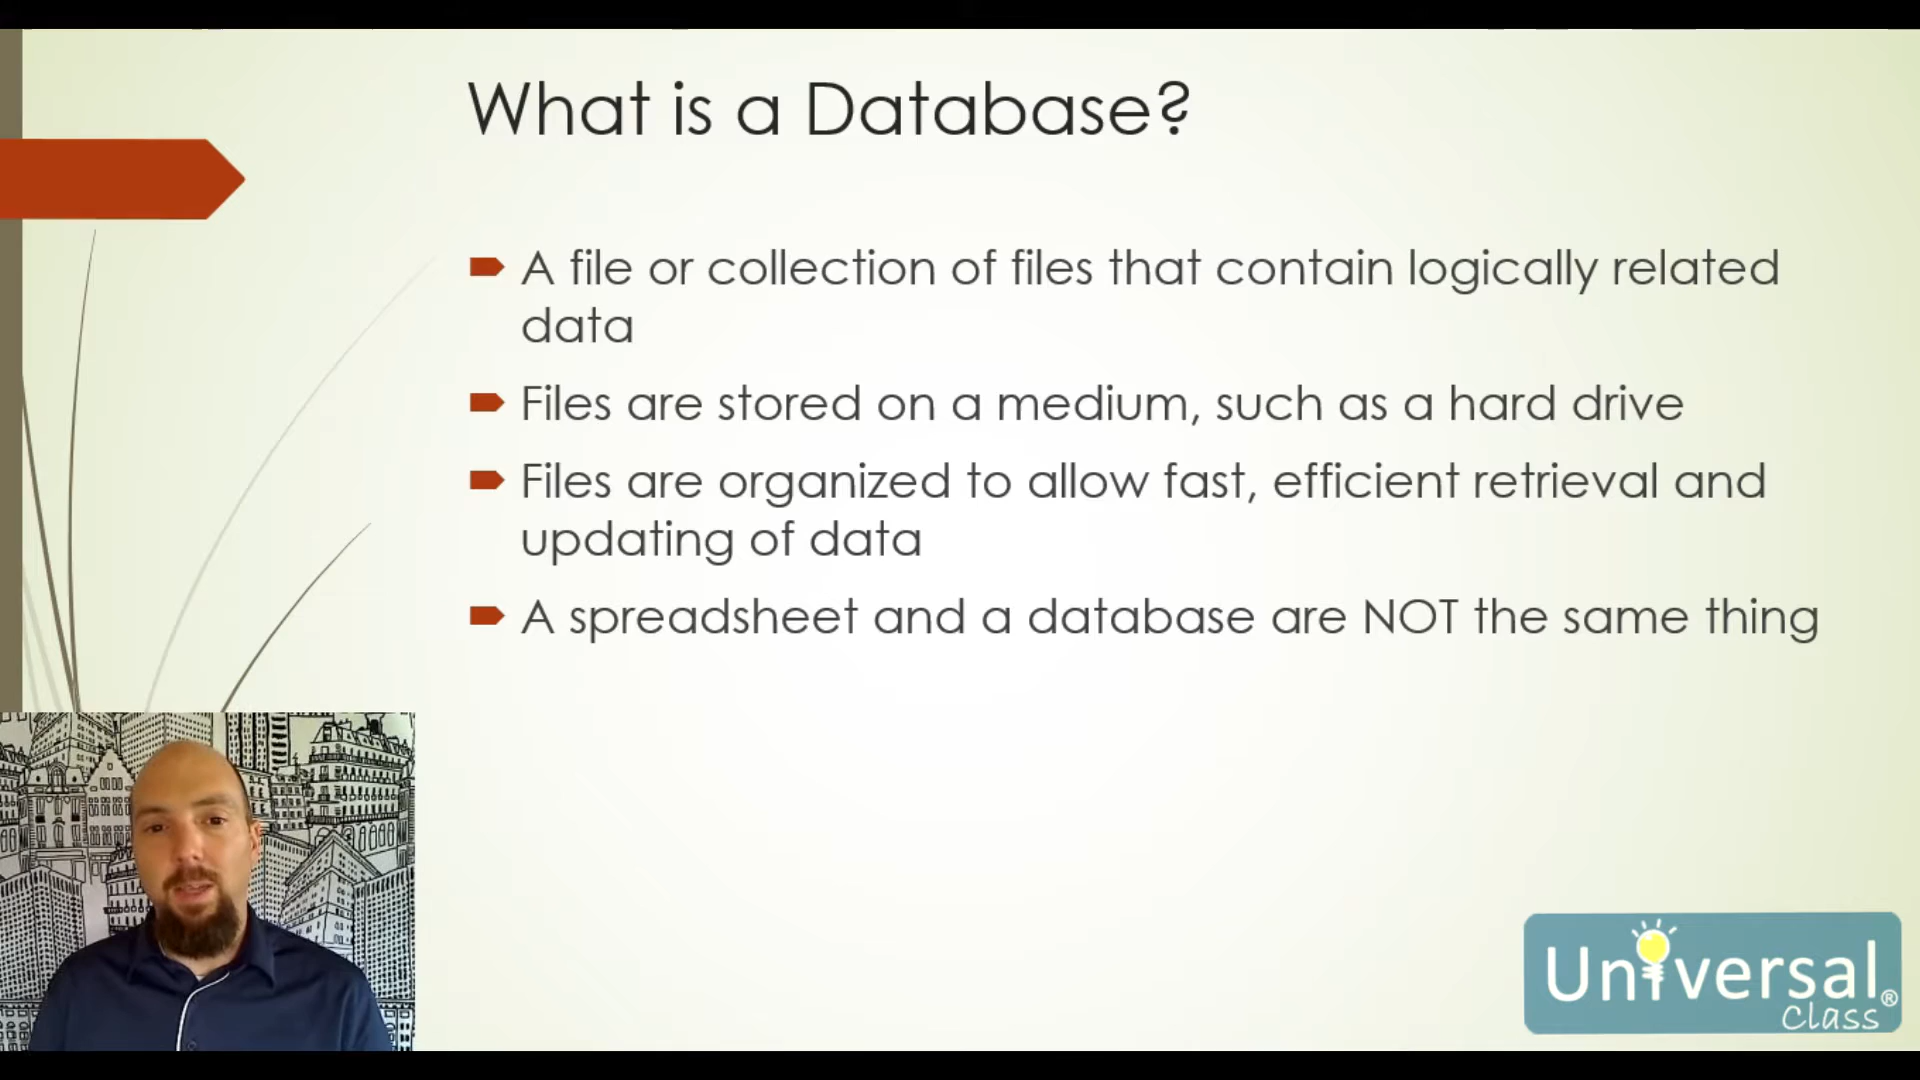 What is a Database?
A file or collection of files that contain logically related
data
Files are stored on a medium, such as a hard drive
Files are organized to allow fast, efficient retrieval and
updating of data
A spreadsheet and a database are NOT the same thing
Universal®
Class